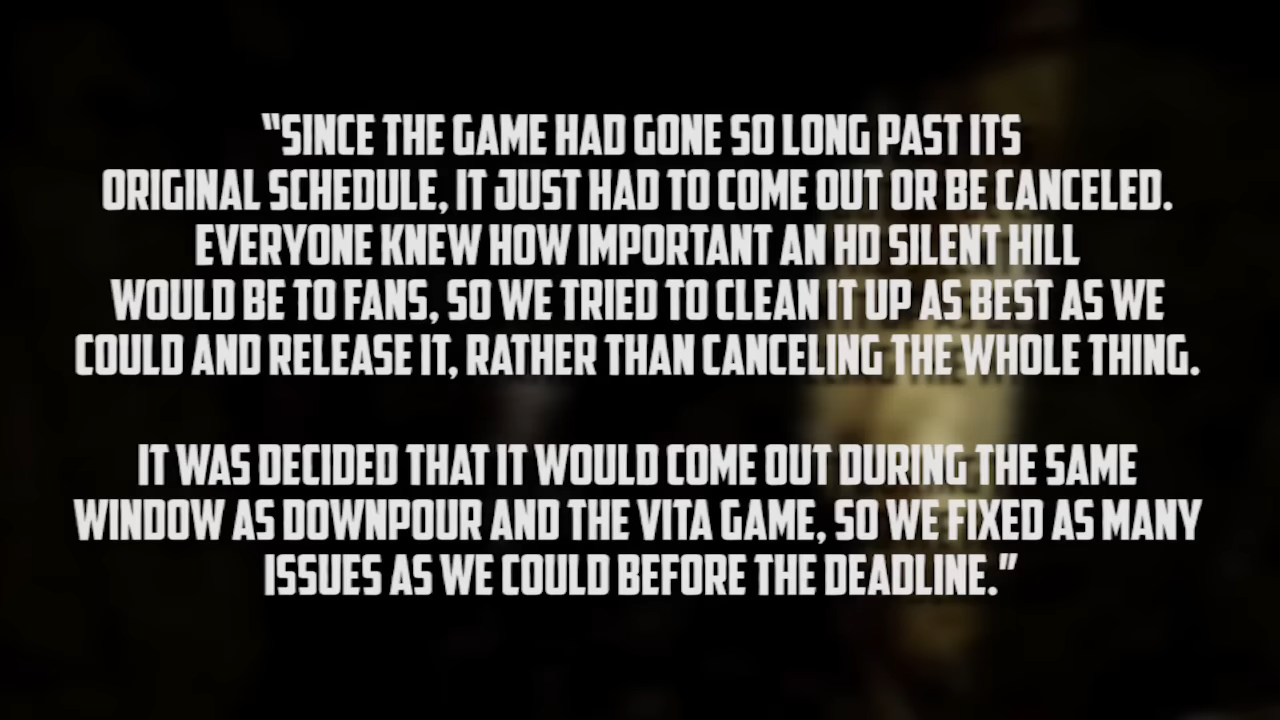 "SINCE THE GAME HAD GONE SO LONG PAST ITS
ORIGINAL SCHEDULE, IT JUST HAD TO COME OUT OR BE CANCELED.
EVERYONE KNEW HOW IMPORTANT AN HD SILENT HILL
WOULD BE TO FANS, SO WE TRIED TO CLEAN IT UP AS BEST AS WE
COULD AND RELEASE IT, RATHER THAN CANCELING THE WHOLE THING.
IT WAS DECIDED THAT IT WOULD COME OUT DURING THE SAME
WINDOW AS DOWNPOUR AND THE VITA GAME, SO WE FIXED AS MANY
ISSUES AS WE COULD BEFORE THE DEADLINE."